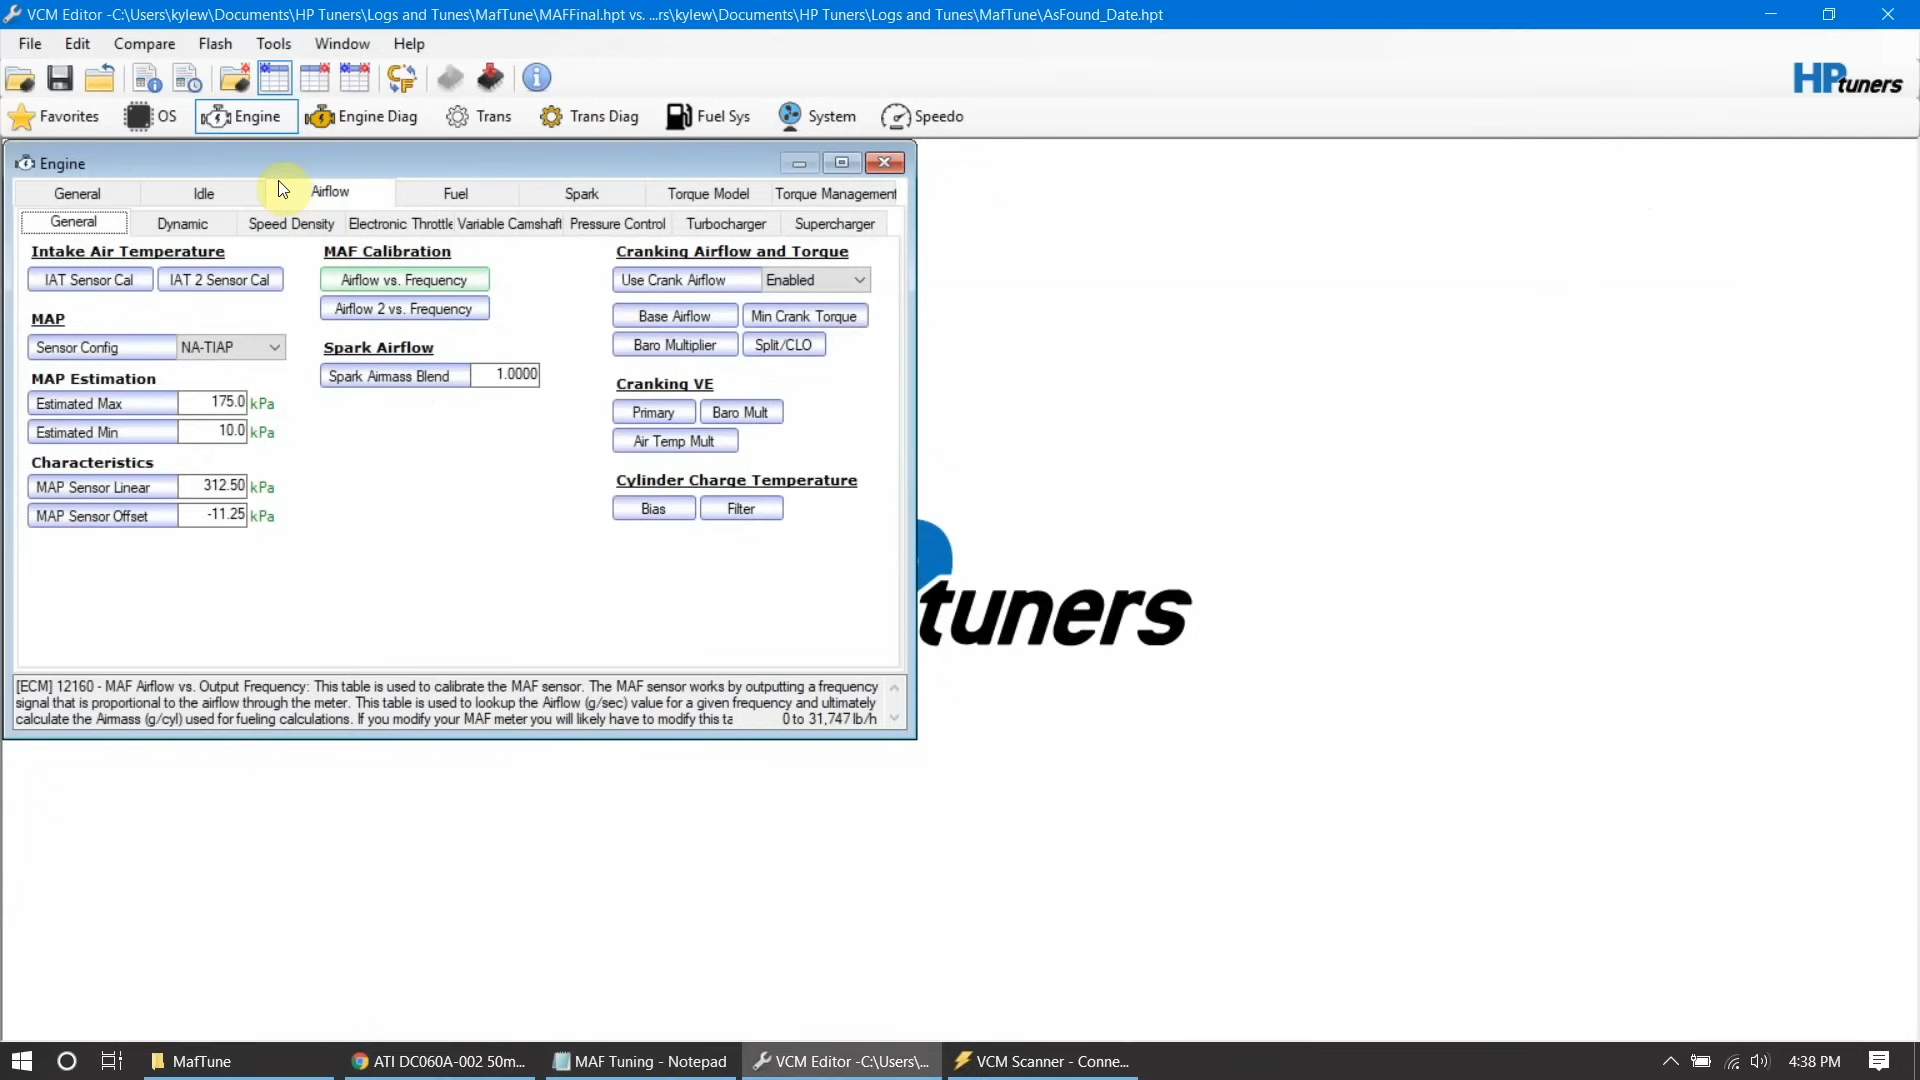 VCM Editor -C:\Users\kylew\Documents\HP Tuners\Logs and Tunes\MafTune\MAFFinal.hpt vs. ...rs\kylew\Documents\HP Tuners\Logs and Tunes\MafTune\AsFound_Date.hpt
File Edit Compare Flash Tools Window Help
HPtuners
Favorites OS Engine Engine Diag Trans Trans Diag Fuel Sys System Speedo
Engine
General Idle Airflow Fuel Spark Torque Model Torque Management
General Dynamic Speed Density Electronic Throttle Variable Camshaft Pressure Control Turbocharger Supercharger
Intake Air Temperature MAF Calibration Cranking Airflow and Torque
IAT Sensor Cal IAT 2 Sensor Cal Airflow vs. Frequency Use Crank Airflow Enabled
Airflow 2 vs. Frequency Base Airflow Min Crank Torque
MAP
Sensor Config NA-TIAP Spark Airflow Baro Multiplier Split/CLO
MAP Estimation Spark Airmass Blend 1.0000 Cranking VE
Estimated Max 175.0 kPa Primary Baro Mult
Estimated Min 10.0 kPa Air Temp Mult
Characteristics Cylinder Charge Temperature
MAP Sensor Linear 312.50 kPa Bias Filter
MAP Sensor Offset -11.25 kPa
tuners
[ECM] 12160 - MAF Airflow vs. Output Frequency: This table is used to calibrate the MAF sensor. The MAF sensor works by outputting a frequency
signal that is proportional to the airflow through the meter. This table is used to lookup the Airflow (g/sec) value for a given frequency and ultimately
calculate the Airmass (g/cyl) used for fueling calculations. If you modify your MAF meter you will likely have to modify this ta 0 to 31,747 lb/h
MafTune ATI DC060A-002 50m... MAF Tuning - Notepad VCM Editor -C:\Users\... VCM Scanner - Conne... 4:38 PM